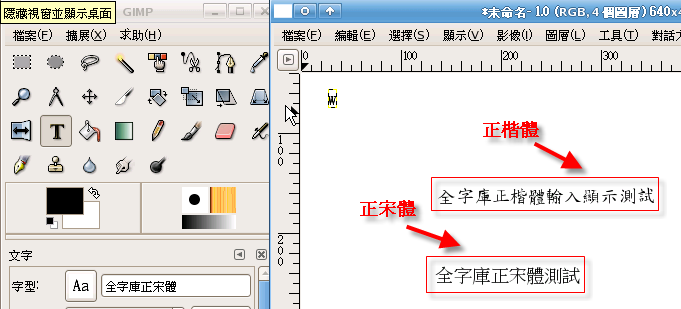 隱藏視窗並顯示桌面
GIMP
檔案(F) 擴展(X) 求助(H)
文字
字型: Aa 全字庫正宋體
*未命名- 1.0 (RGB, 4 個圖層) 640x4
檔案(F) 編輯(E) 選擇(S) 顯示(V) 影像(I) 圖層(L) 工具(T) 對話方
0 100 200 300
0
100
200
W
正楷體
全字庫正楷體輸入顯示測試
正宋體
全字庫正宋體測試